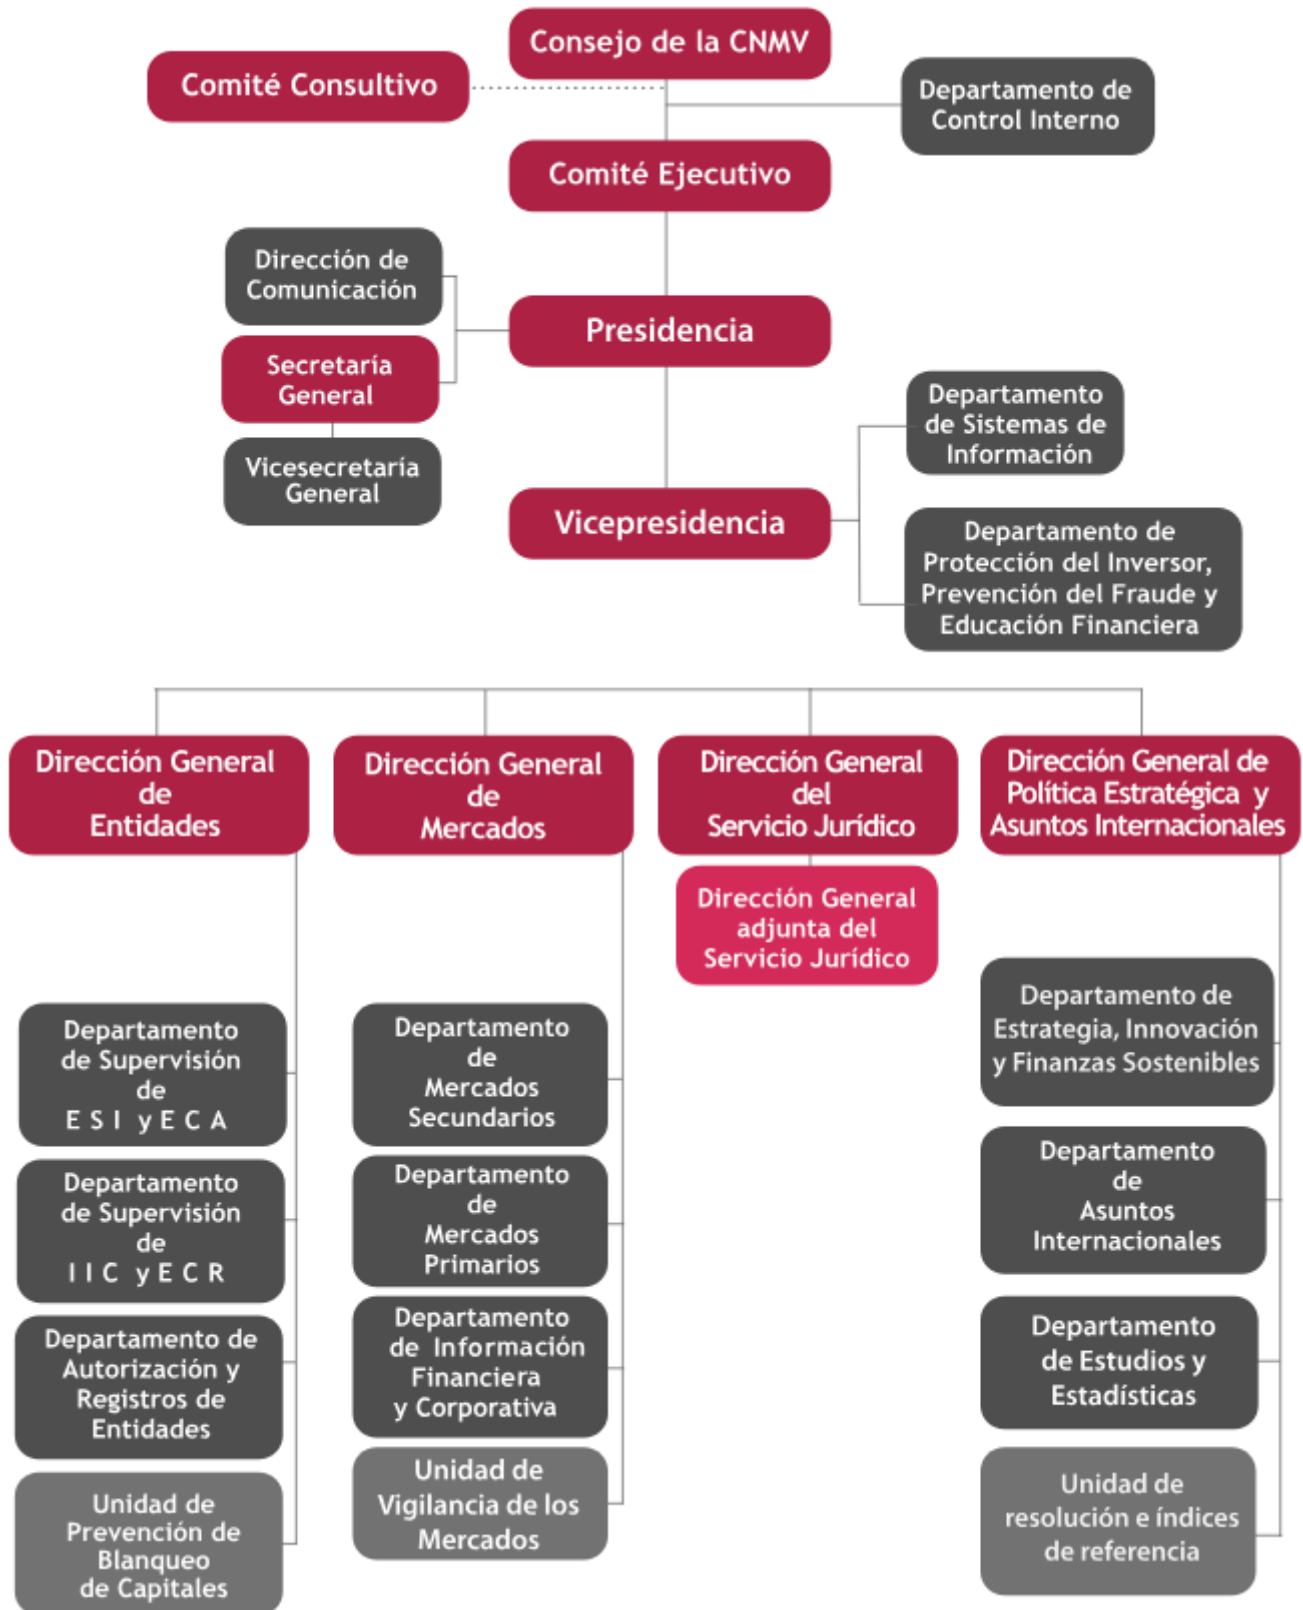 Consejo de la CNMV
Comité Consultivo
Departamento de
Control Interno
Comité Ejecutivo
Dirección de
Comunicación
Presidencia
Secretaría
General
Vicesecretaría
General
Departamento
de Sistemas de
Información
Vicepresidencia
Departamento de
Protección del Inversor,
Prevención del Fraude y
Educación Financiera
Dirección General
de
Entidades
Dirección General
de
Mercados
Dirección General
del
Servicio Jurídico
Dirección General de
Política Estratégica y
Asuntos Internacionales
Dirección General
adjunta del
Servicio Jurídico
Departamento
de Supervisión
de
E S I y E C A
Departamento
de Supervisión
de
I I C y E C R
Departamento de
Autorización y
Registros de
Entidades
Unidad de
Prevención de
Blanqueo
de Capitales
Departamento
de
Mercados
Secundarios
Departamento
de
Mercados
Primarios
Departamento
de Información
Financiera
y Corporativa
Unidad de
Vigilancia de los
Mercados
Departamento de
Estrategia, Innovación
y Finanzas Sostenibles
Departamento
de
Asuntos
Internacionales
Departamento
de Estudios y
Estadísticas
Unidad de
resolución e índices
de referencia